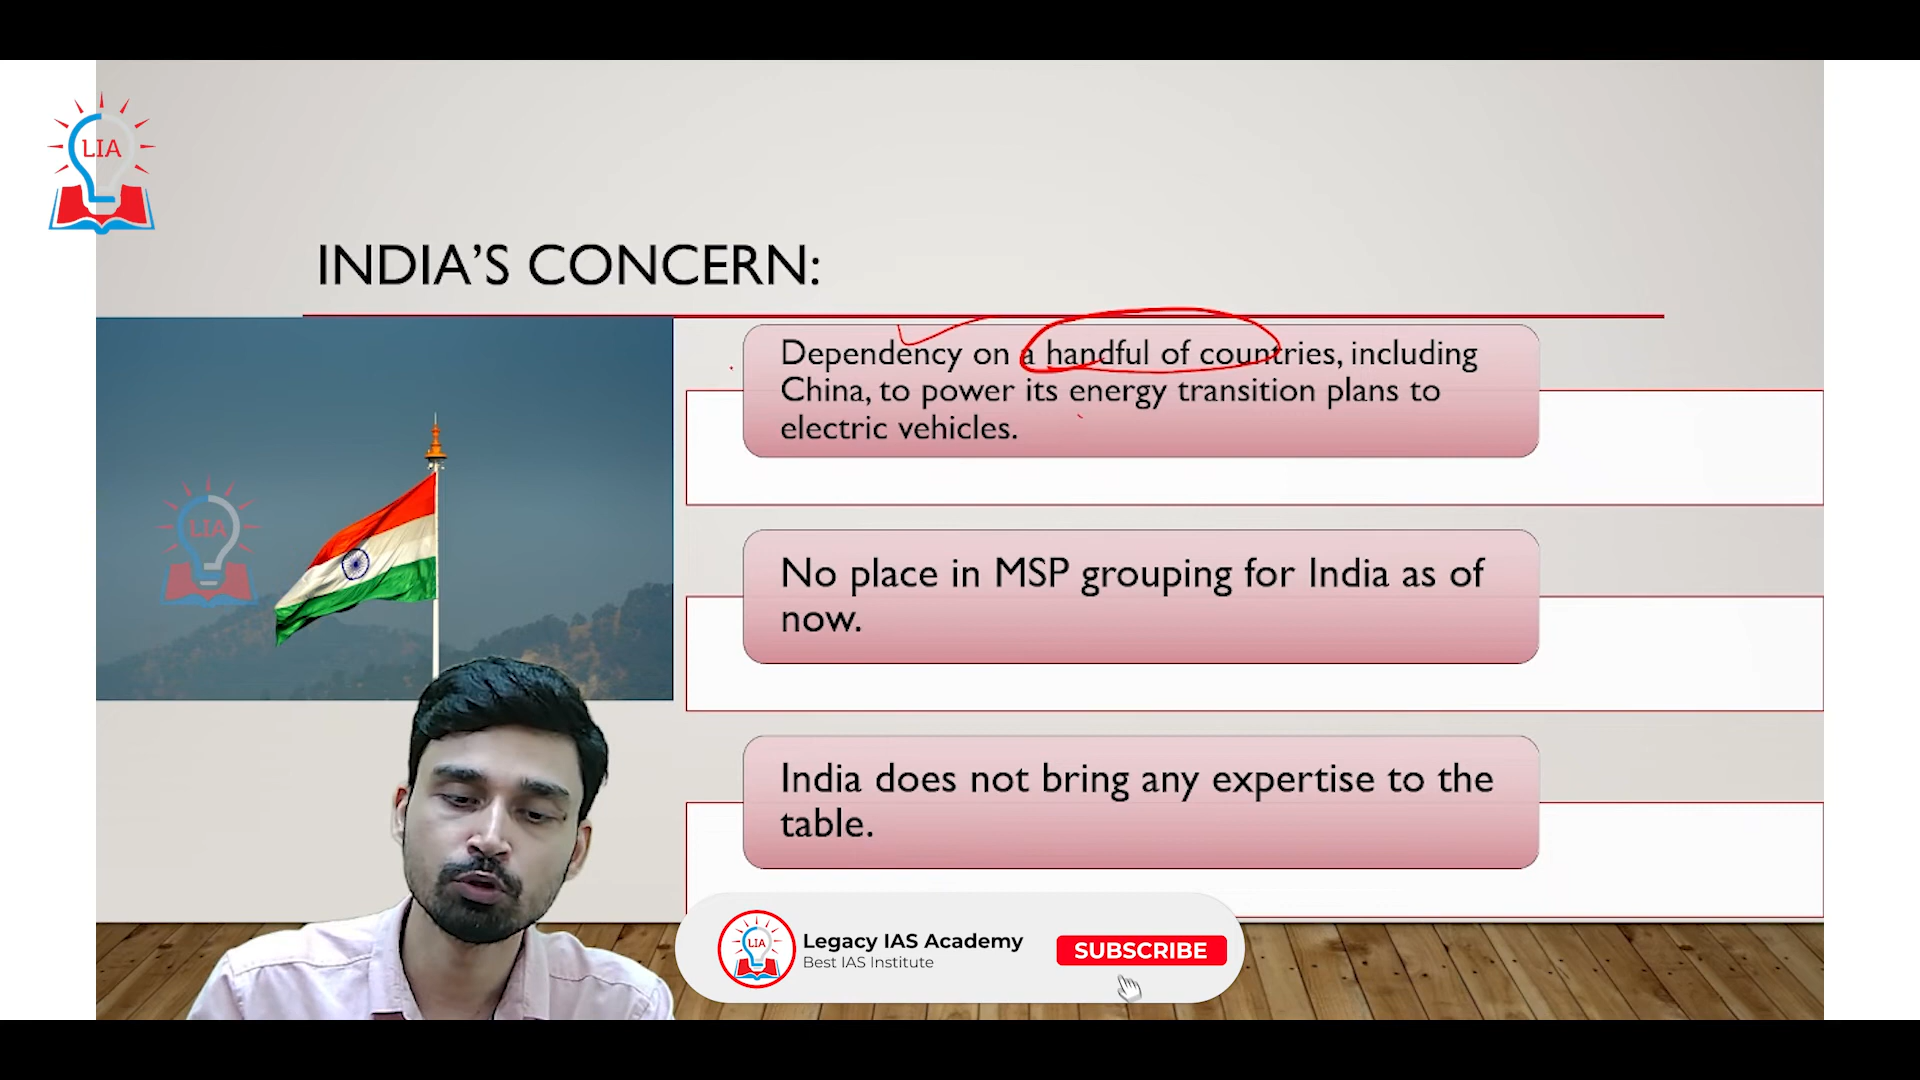 LIA
INDIA’S CONCERN:
Dependency on a handful of countries, including
China, to power its energy transition plans to
electric vehicles.
LIA
No place in MSP grouping for India as of
now.
India does not bring any expertise to the
table.
LIA
Legacy IAS Academy
Best IAS Institute
SUBSCRIBE